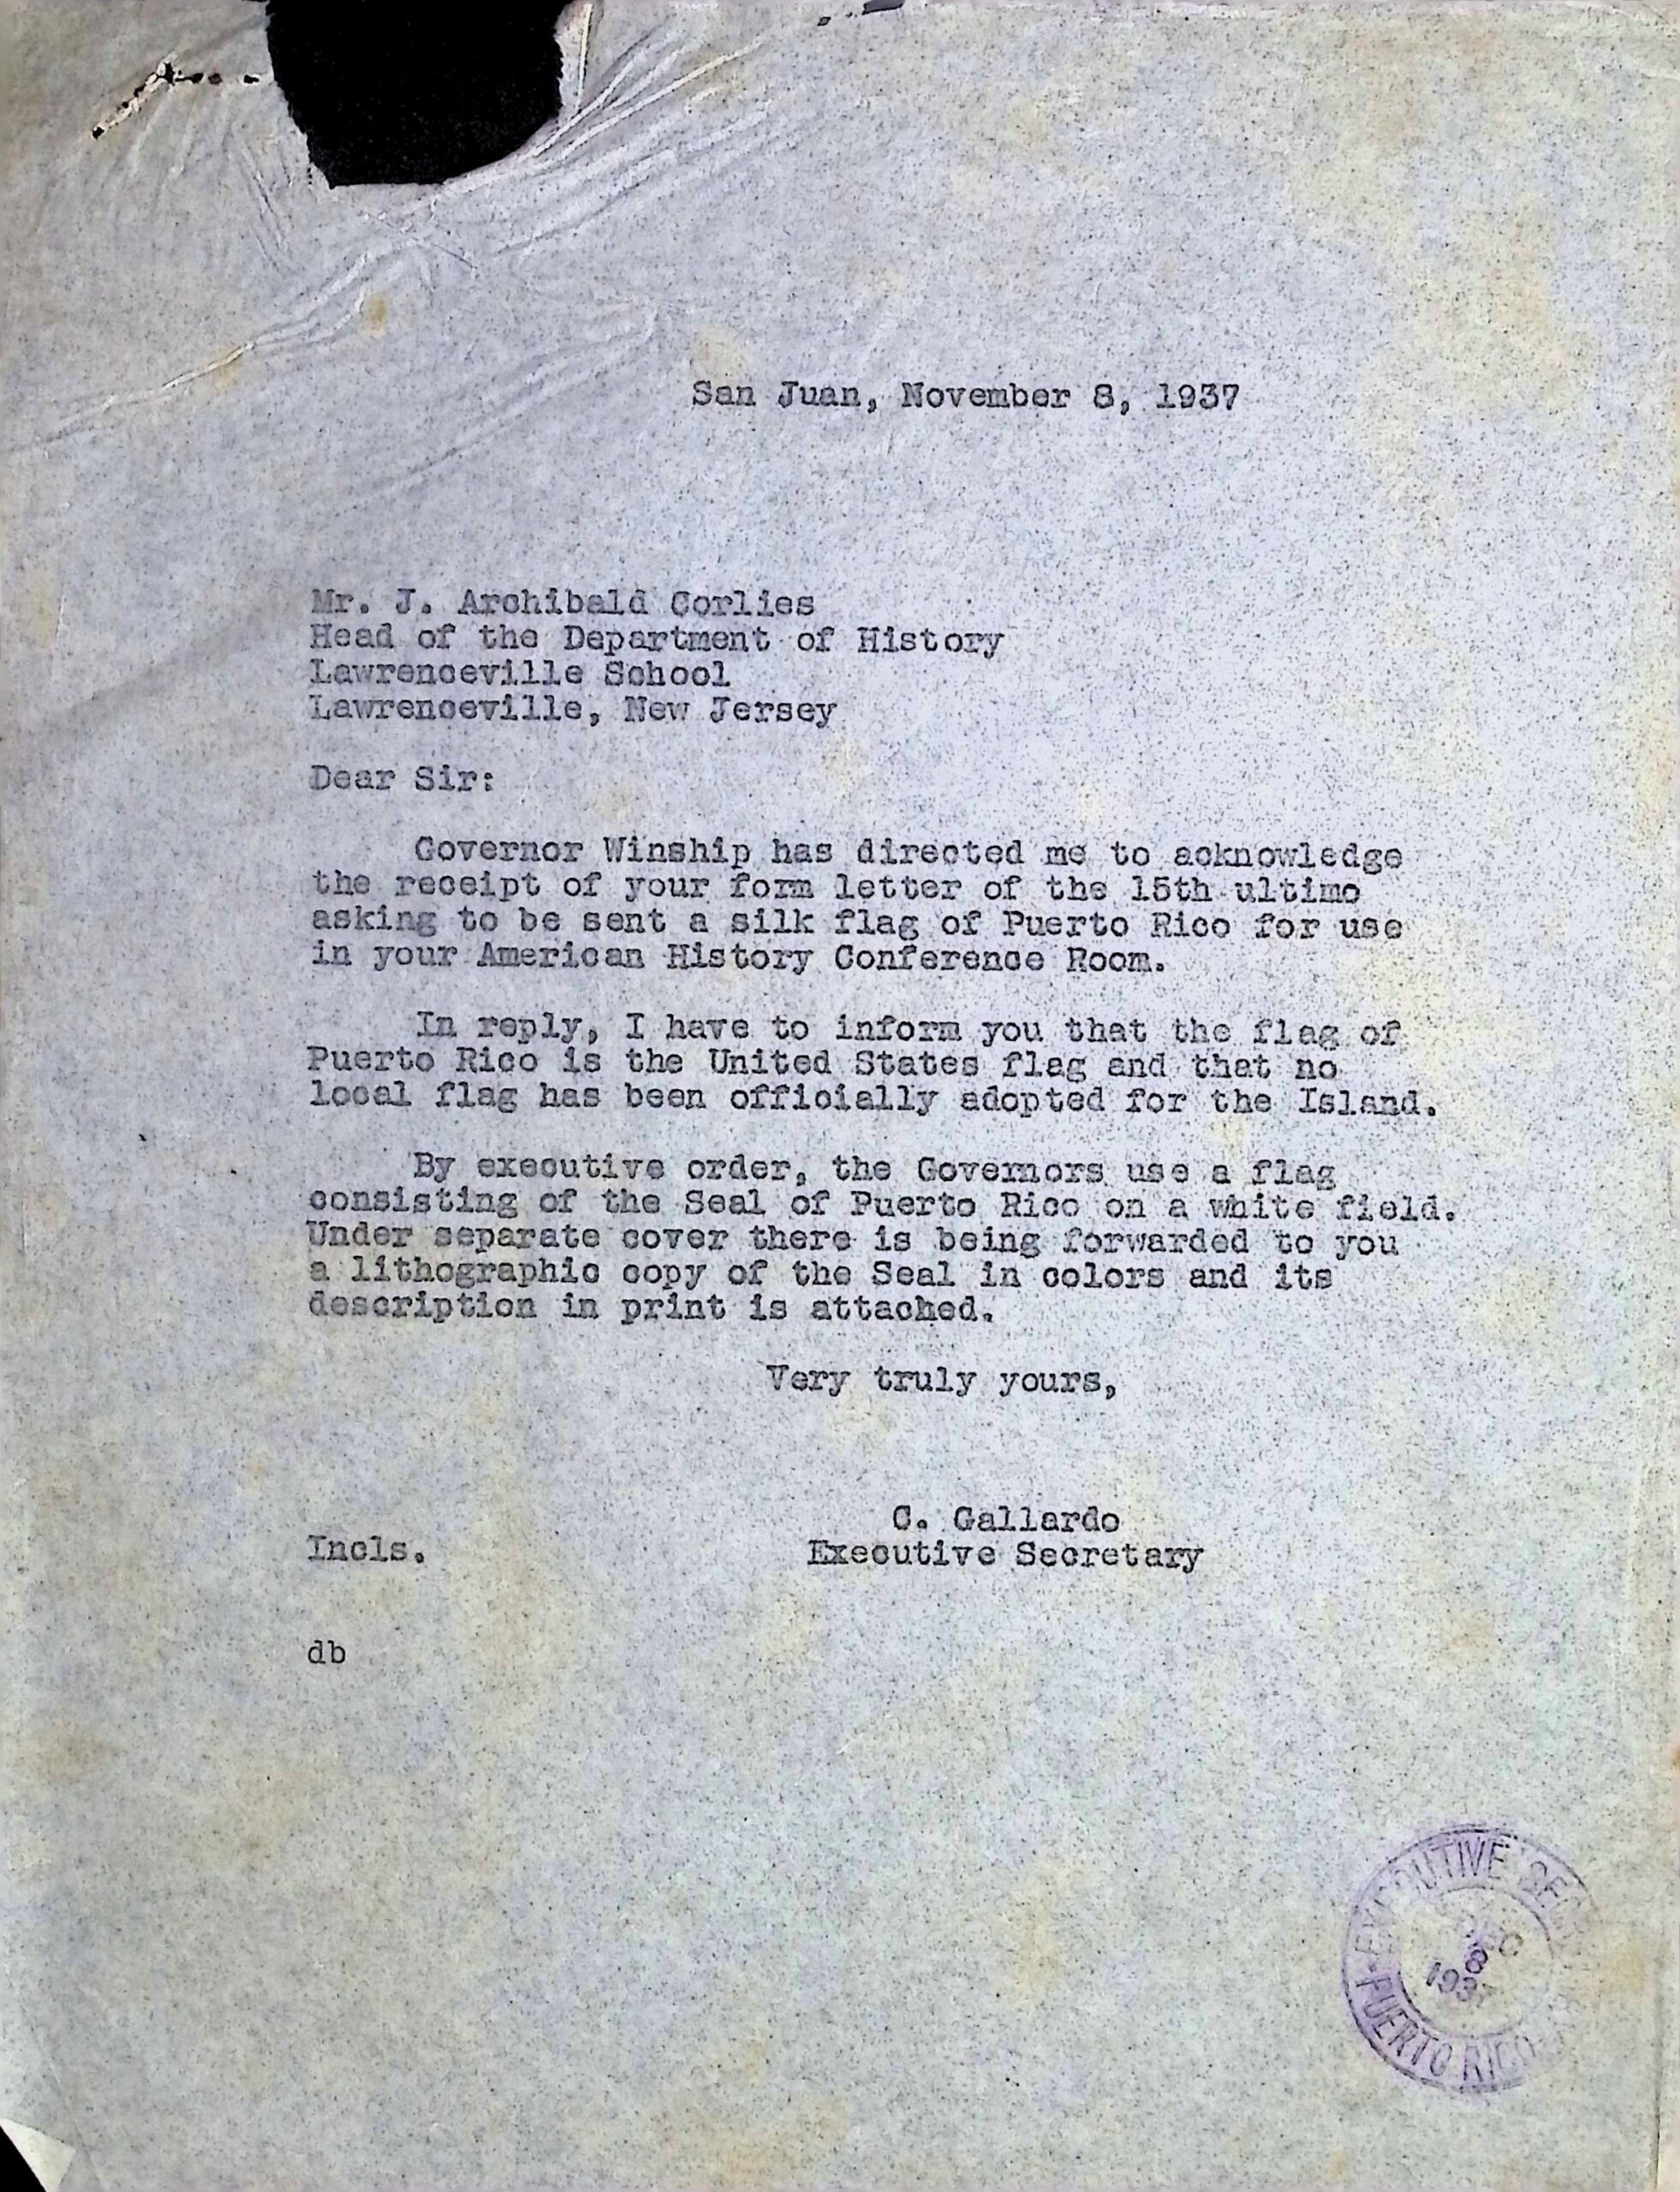 San Juan, November 8, 1937
Mr. J. Archibald Corlies
Head of the Department of History
Lawrenceville School
Lawrenceville, New Jersey
Dear Sir:
Governor Winship has directed me to acknowledge
the receipt of your form letter of the 15th ultimo
asking to be sent a silk flag of Puerto Rico for use
in your American History Conference Room.
In reply, I have to inform you that the flag of
Puerto Rico is the United States flag and that no
local flag has been officially adopted for the Island.
By executive order, the Governors use a flag
consisting of the Seal of Puerto Rico on a white field.
Under separate cover there is being forwarded to you
a lithographic copy of the Seal in colors and its
description in print is attached.
Very truly yours,
C. Gallardo
Incls. Executive Secretary
db
EXECUTIVE
8
PUERTO RICO